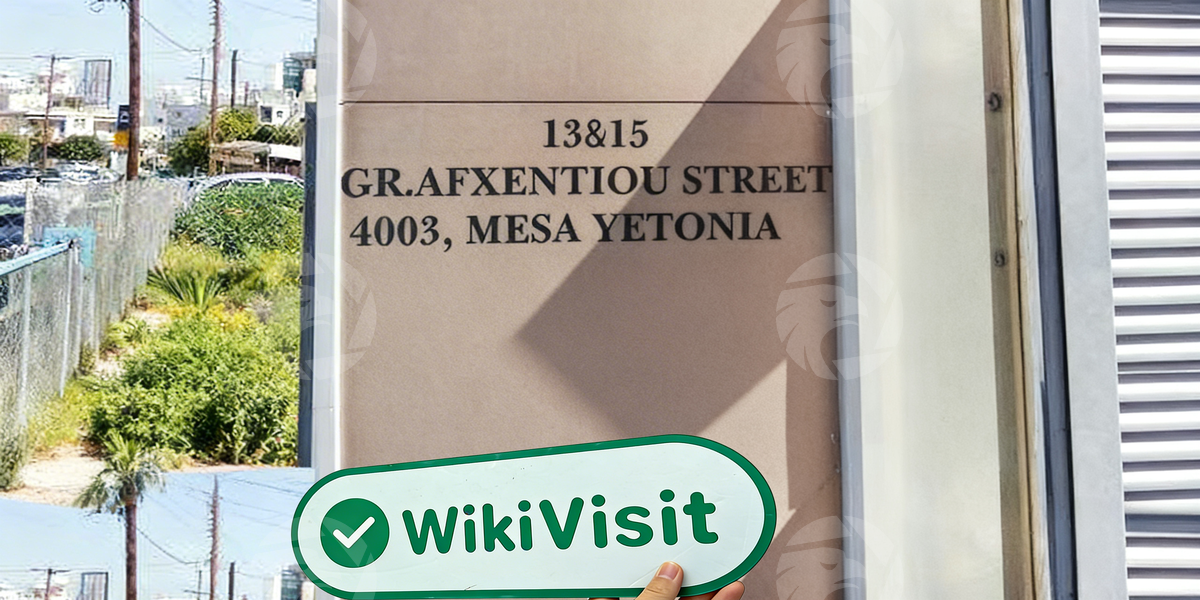 13&15
GR.AFXENTIOU STREET
4003, MESA YETONIA
WikiVisit